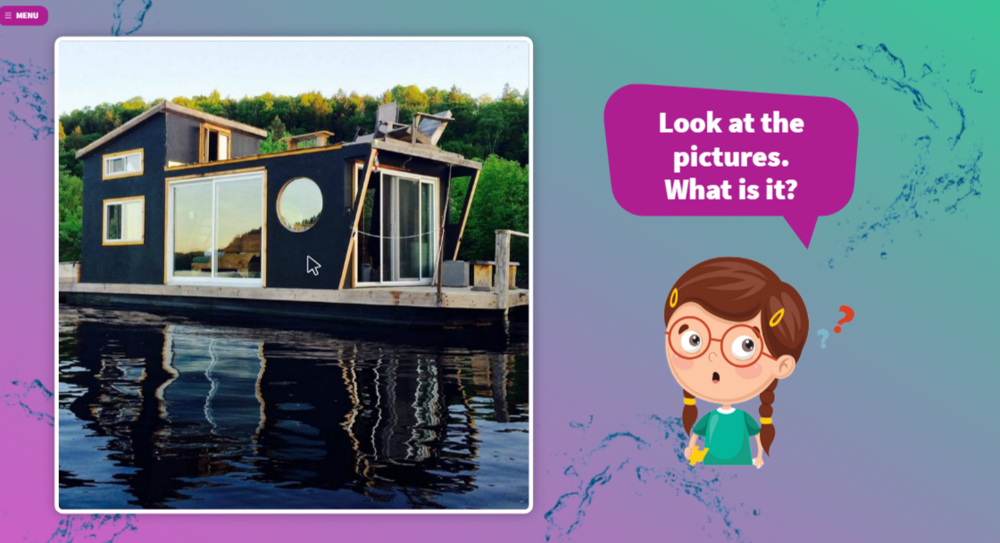 MENU
Look at the
pictures.
What is it?
? ?